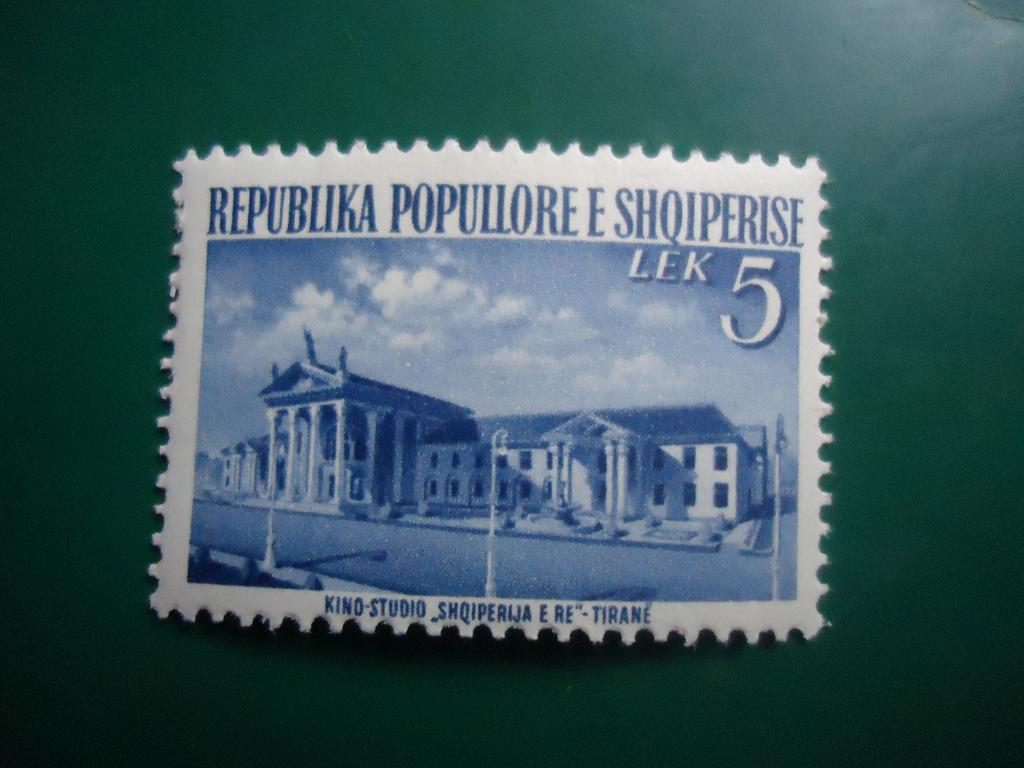 REPUBLIKA POPULLORE E SHQIPERISE
LEK 5
KINO-STUDIO „SHQIPERIJA E RE"-TIRANË